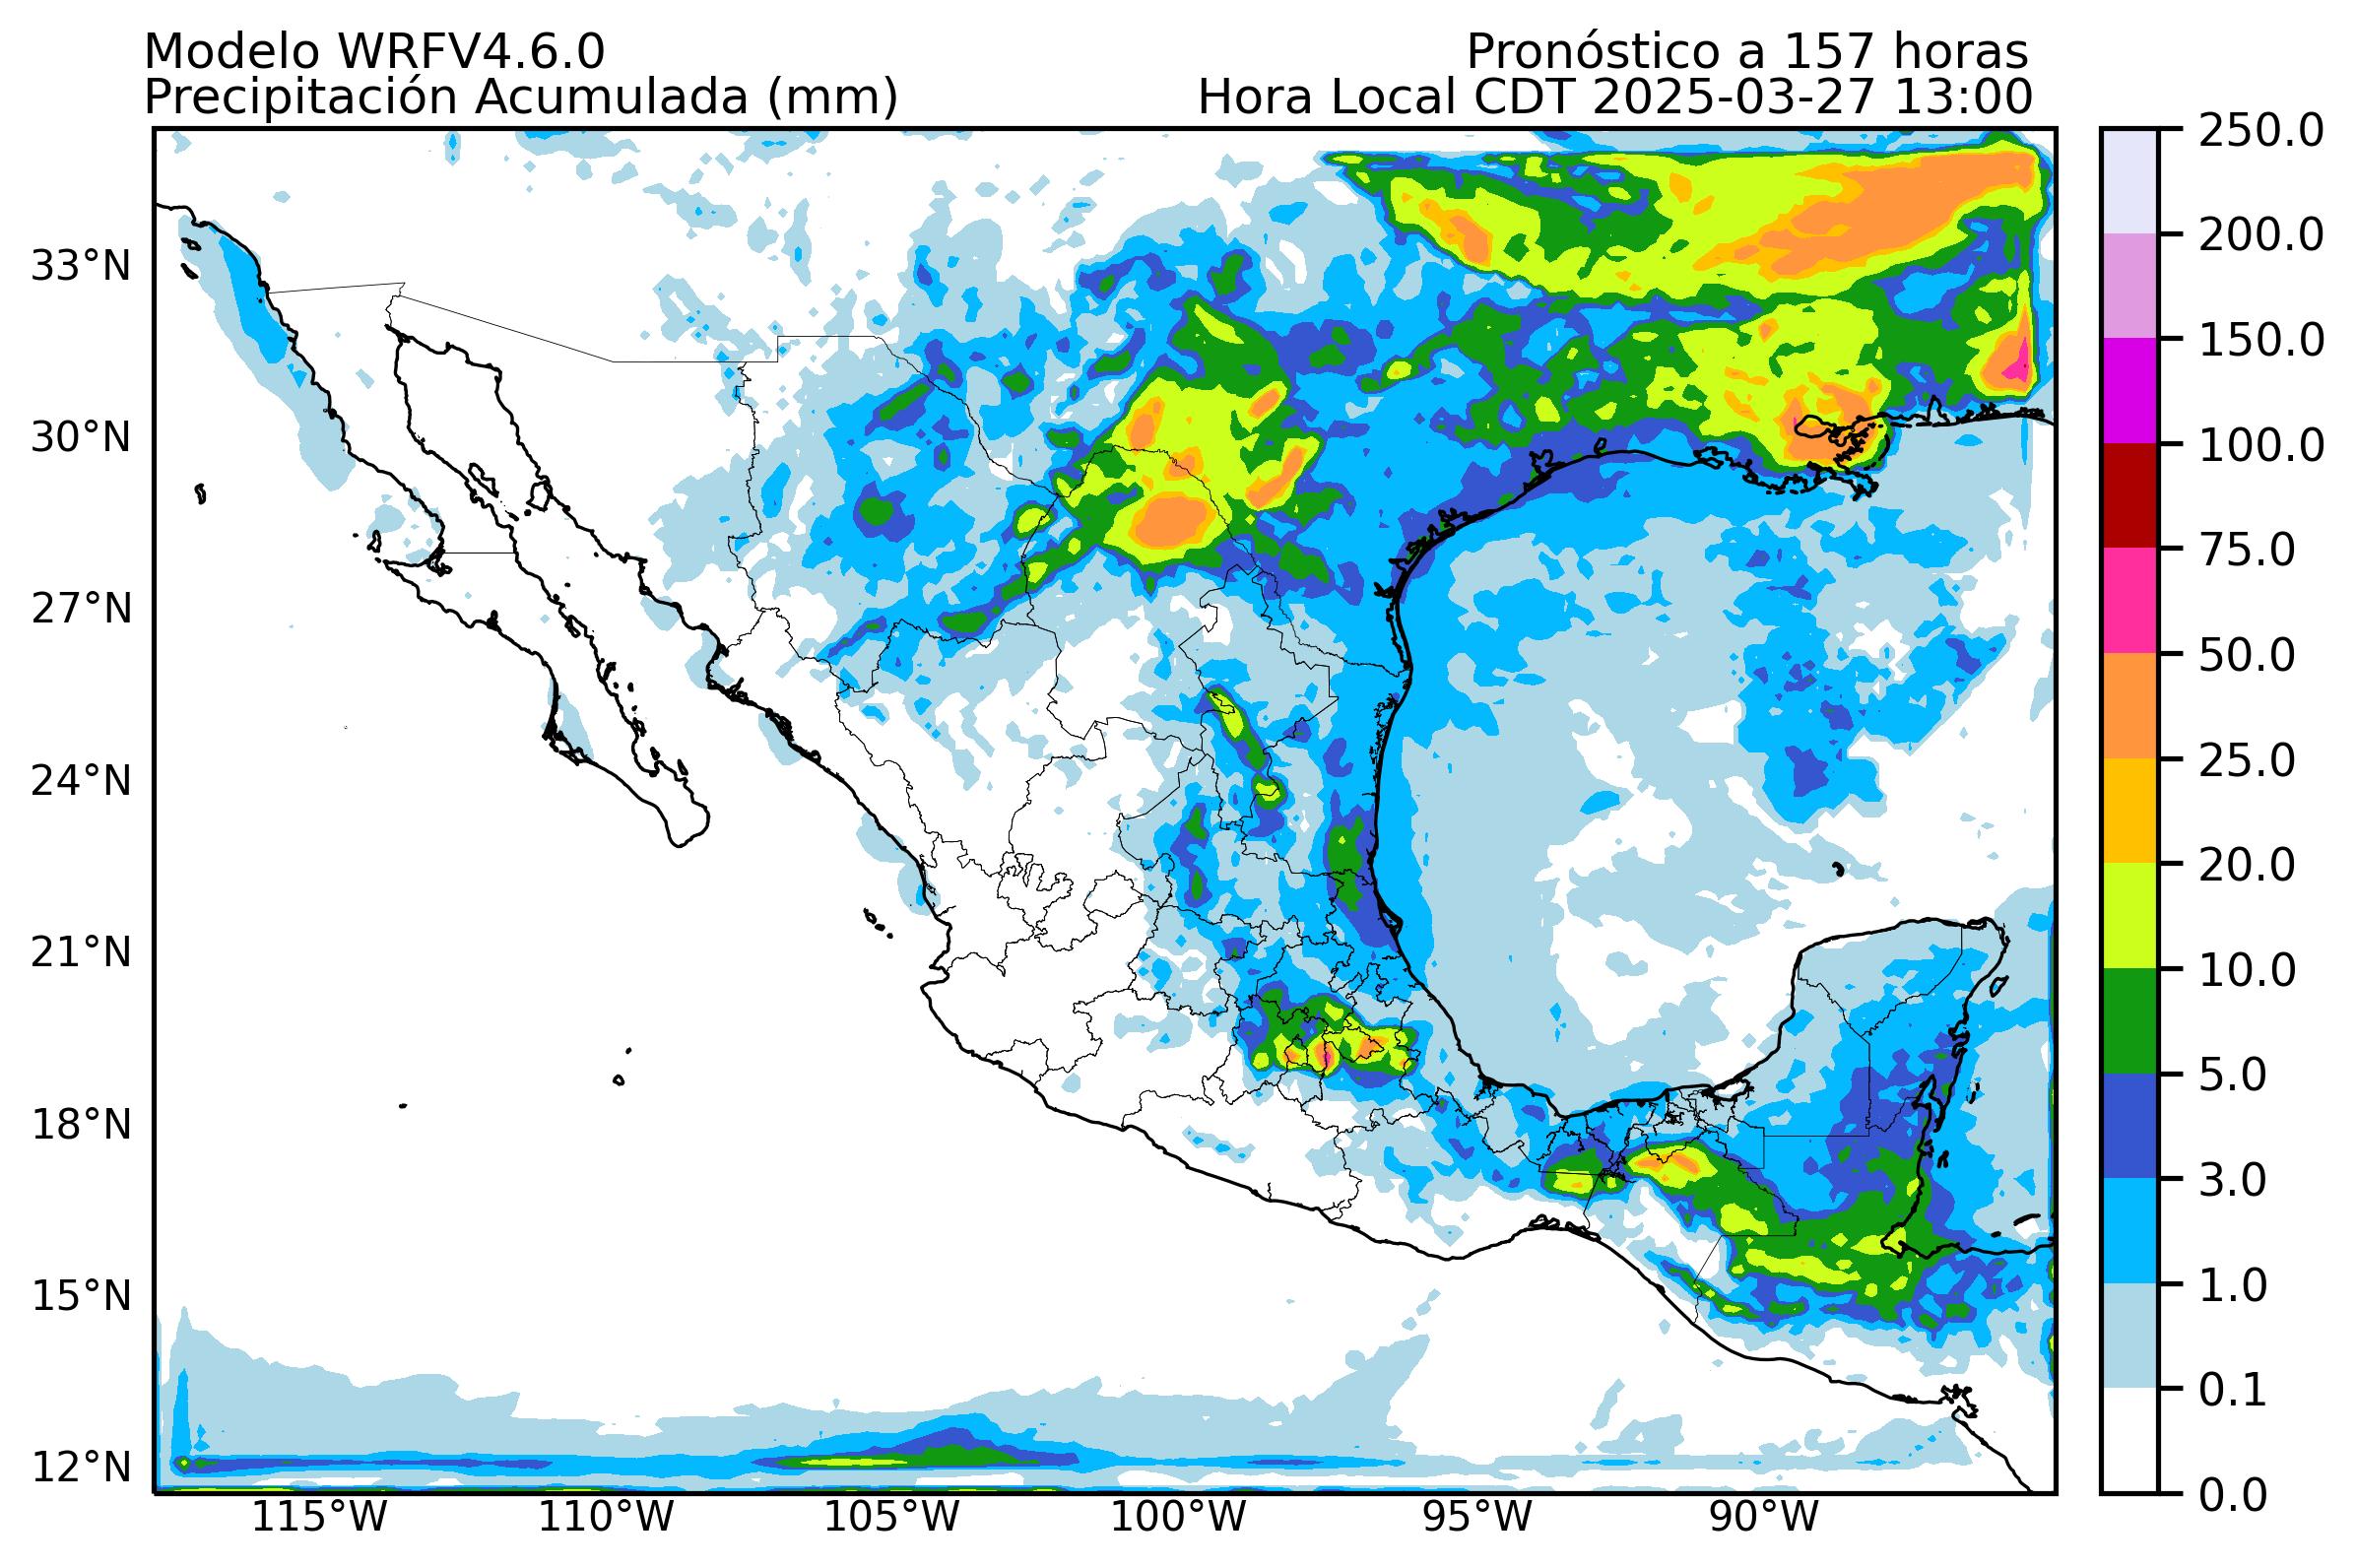 Modelo WRFV4.6.0
Pronóstico a 157 horas
Precipitación Acumulada (mm)
Hora Local CDT 2025-03-27 13:00
33°N
30°N
27°N
24°N
21°N
18°N
15°N
12°N
115°W
110°W
105°W
100°W
95°W
90°W
250.0
200.0
150.0
100.0
75.0
50.0
25.0
20.0
10.0
5.0
3.0
1.0
0.1
0.0